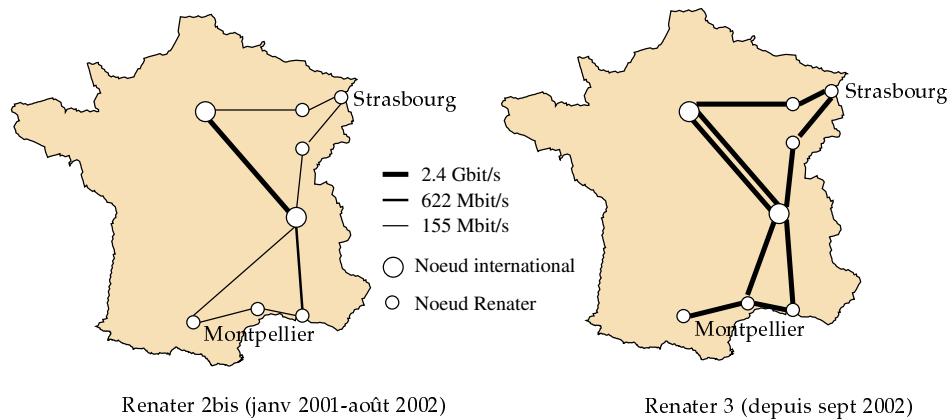 Strasbourg
Strasbourg
2.4 Gbit/s
622 Mbit/s
155 Mbit/s
Noeud international
Noeud Renater
Montpellier
Montpellier
Renater 2bis (janv 2001-août 2002)
Renater 3 (depuis sept 2002)